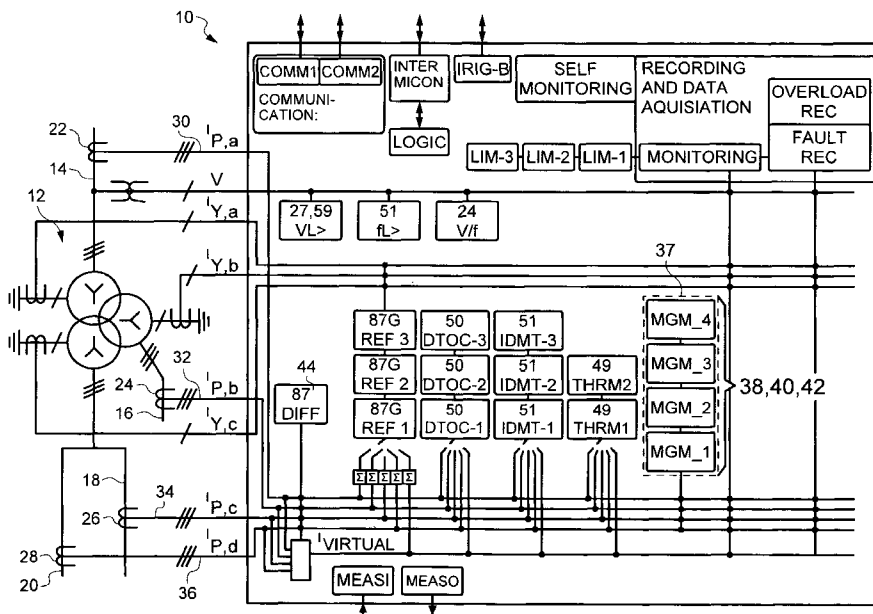 10
COMM1 COMM2
COMMUNI-
CATION:
INTER
MICON
LOGIC
IRIG-B
SELF
MONITORING
RECORDING
AND DATA
AQUISIATION
OVERLOAD
REC
FAULT
REC
LIM-3 LIM-2 LIM-1 MONITORING
22
30
IP,a
14
V
12
IY,a
27,59
VL>
51
fL>
24
V/f
IY,b
37
87G
REF 3
50
DTOC-3
51
IDMT-3
MGM_4
87G
REF 2
50
DTOC-2
51
IDMT-2
49
THRM2
MGM_3
87G
REF 1
50
DTOC-1
51
IDMT-1
49
THRM1
MGM_2
MGM_1
38,40,42
44
87
DIFF
32
24
IP,b
16
IY,c
Σ Σ Σ Σ Σ
18
34
IP,c
26
IP,d
28
20
36
IVIRTUAL
MEASI MEASO